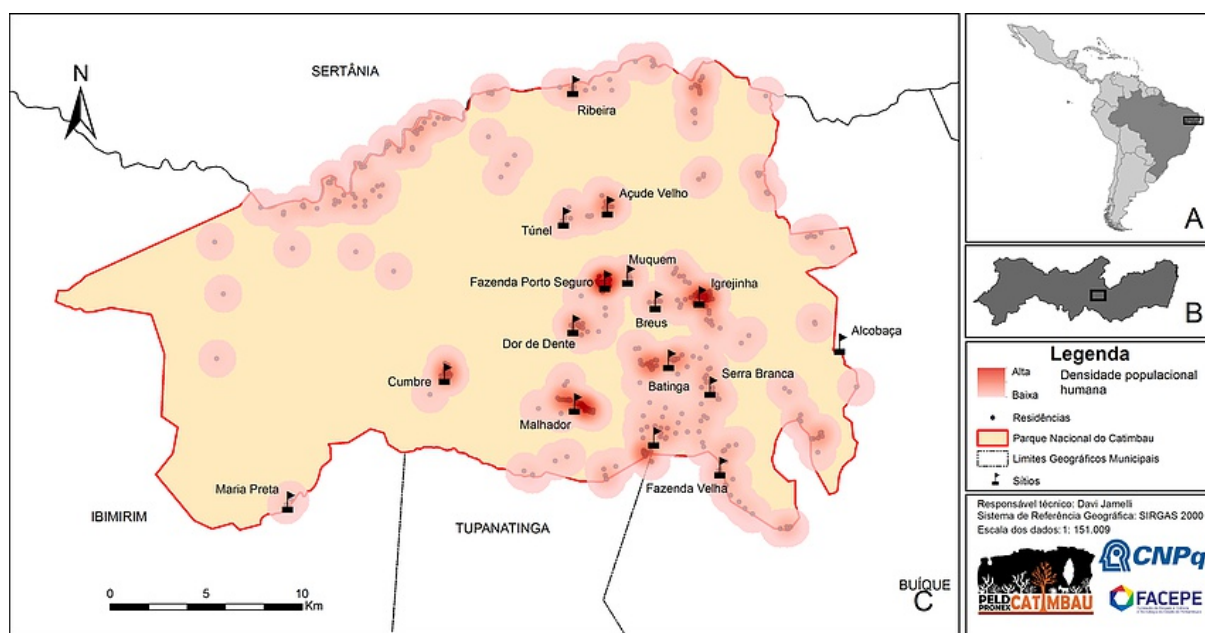 SERTÂNIA
N
Ribeira
Açude Velho
Túnel
Muquem
Fazenda Porto Seguro
Igrejinha
Breus
Dor de Dente
Alcobaça
Cumbre
Batinga
Serra Branca
Malhador
Maria Preta
Fazenda Velha
IBIMIRIM
TUPANATINGA
BUÍQUE
C
0 5 10
Km
A
B
Legenda
Alta
Baixa
Densidade populacional
humana
Residências
Parque Nacional do Catimbau
Limites Geográficos Municipais
Sítios
Responsável técnico: Davi Jamelli
Sistema de Referência Geográfica: SIRGAS 2000
Escala dos dados: 1: 151.009
PELD
PRONEX
CATIMBAU
CNPq
FACEPE